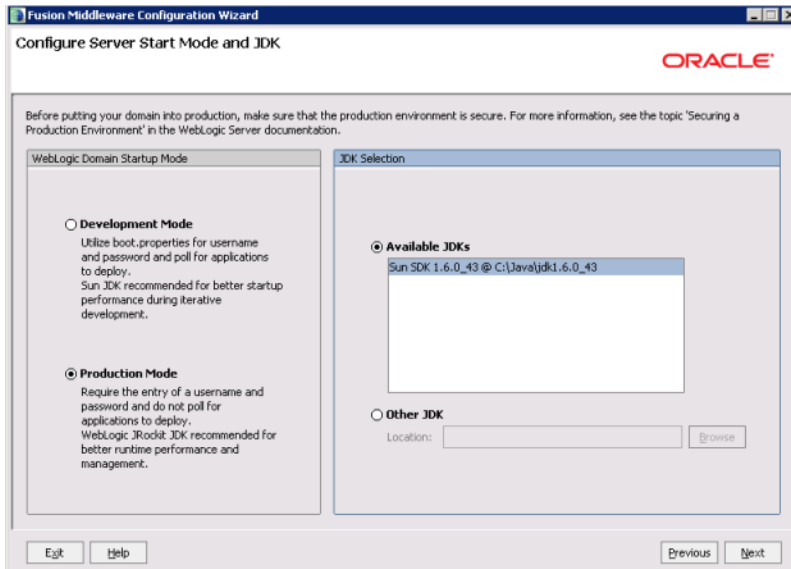 Fusion Middleware Configuration Wizard
Configure Server Start Mode and JDK
ORACLE
Before putting your domain into production, make sure that the production environment is secure. For more information, see the topic 'Securing a
Production Environment' in the WebLogic Server documentation.
WebLogic Domain Startup Mode
Development Mode
Utilize boot.properties for username
and password and poll for applications
to deploy.
Sun JDK recommended for better startup
performance during iterative
development.
Production Mode
Require the entry of a username and
password and do not poll for
applications to deploy.
WebLogic JRockit JDK recommended for
better runtime performance and
management.
JDK Selection
Available JDKs
Sun SDK 1.6.0_43 @ C:\Java\jdk1.6.0_43
Other JDK
Location:
Browse
Exit
Help
Previous
Next